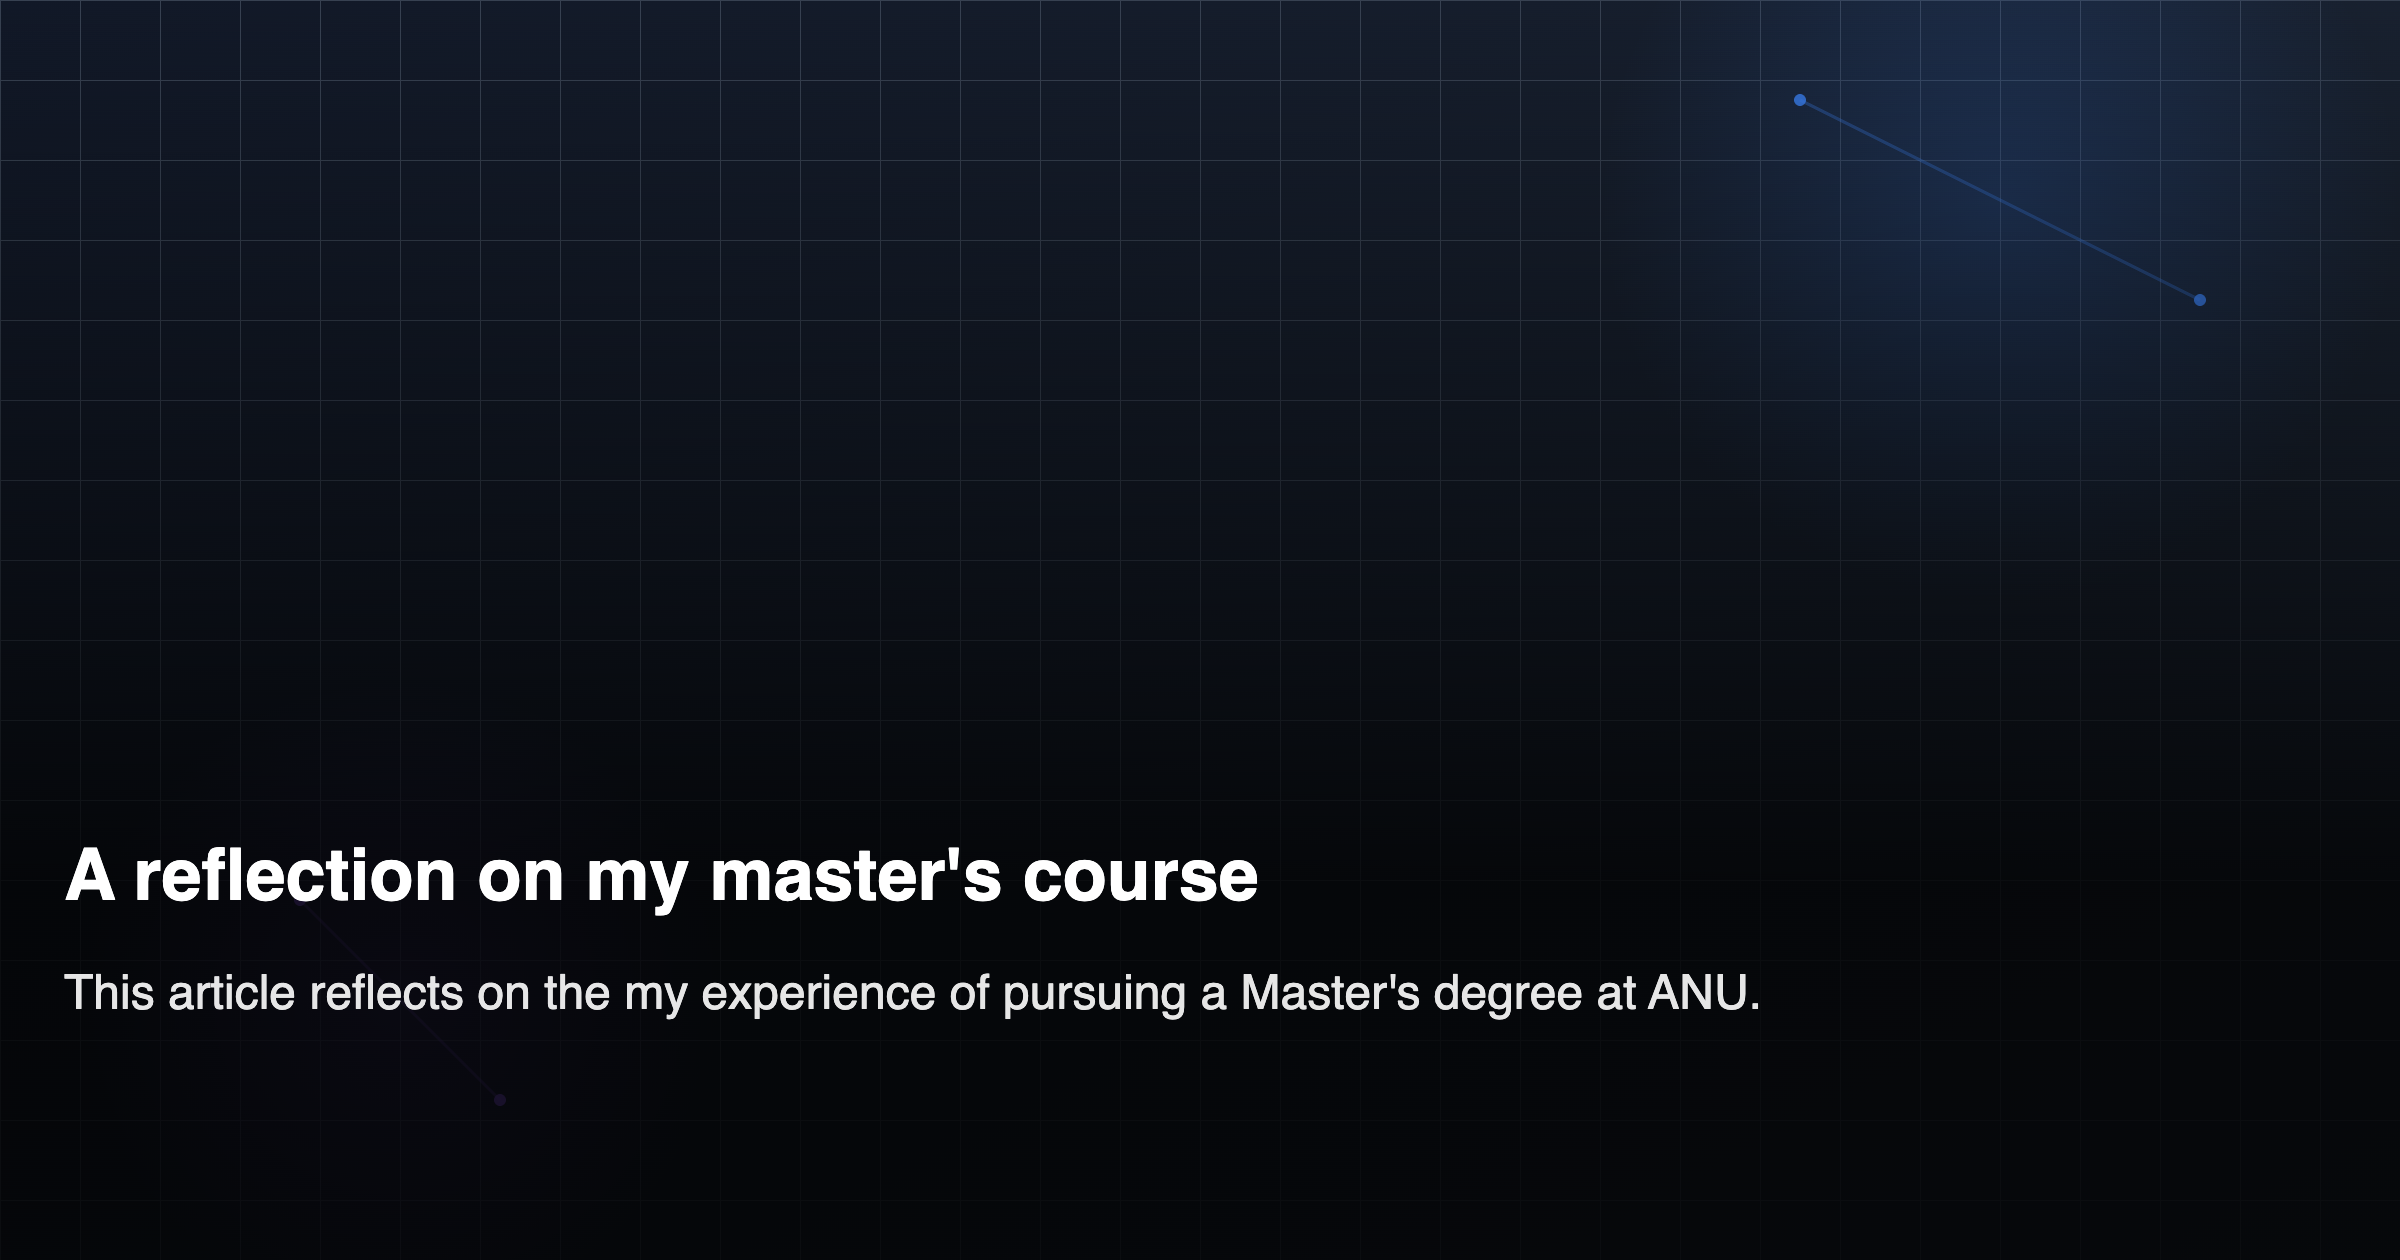 A reflection on my master's course
This article reflects on the my experience of pursuing a Master's degree at ANU.